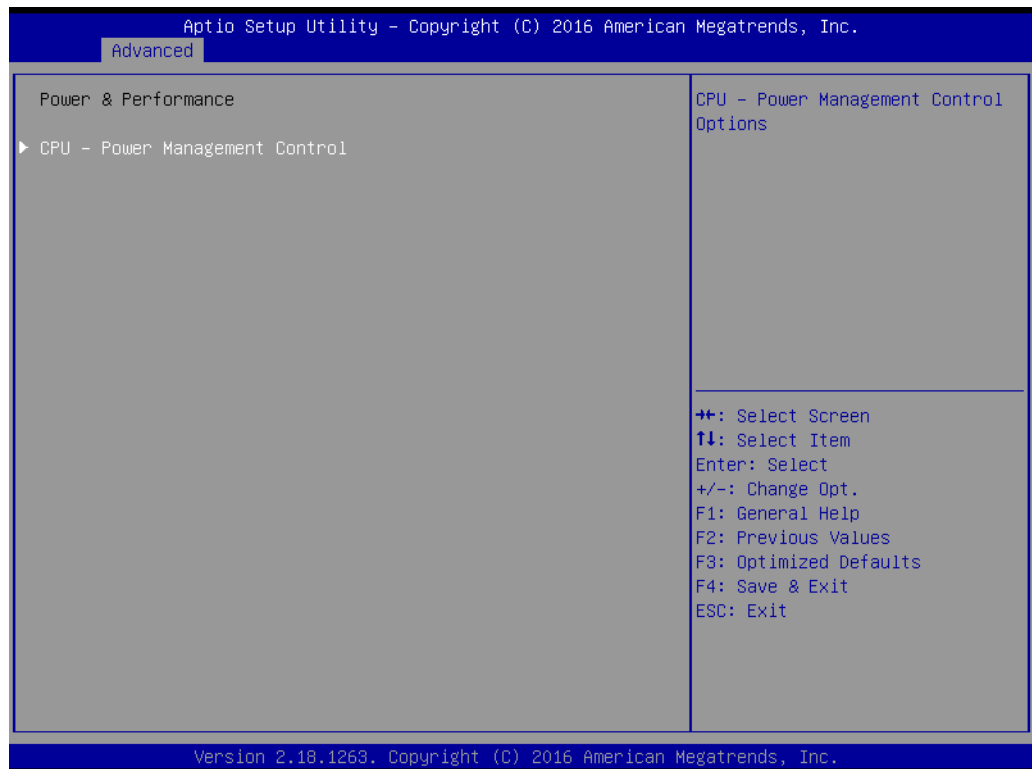 Aptio Setup Utility – Copyright (C) 2016 American Megatrends, Inc.
Advanced
Power & Performance
▶ CPU – Power Management Control
CPU – Power Management Control
Options
→←: Select Screen
↑↓: Select Item
Enter: Select
+/-: Change Opt.
F1: General Help
F2: Previous Values
F3: Optimized Defaults
F4: Save & Exit
ESC: Exit
Version 2.18.1263. Copyright (C) 2016 American Megatrends, Inc.